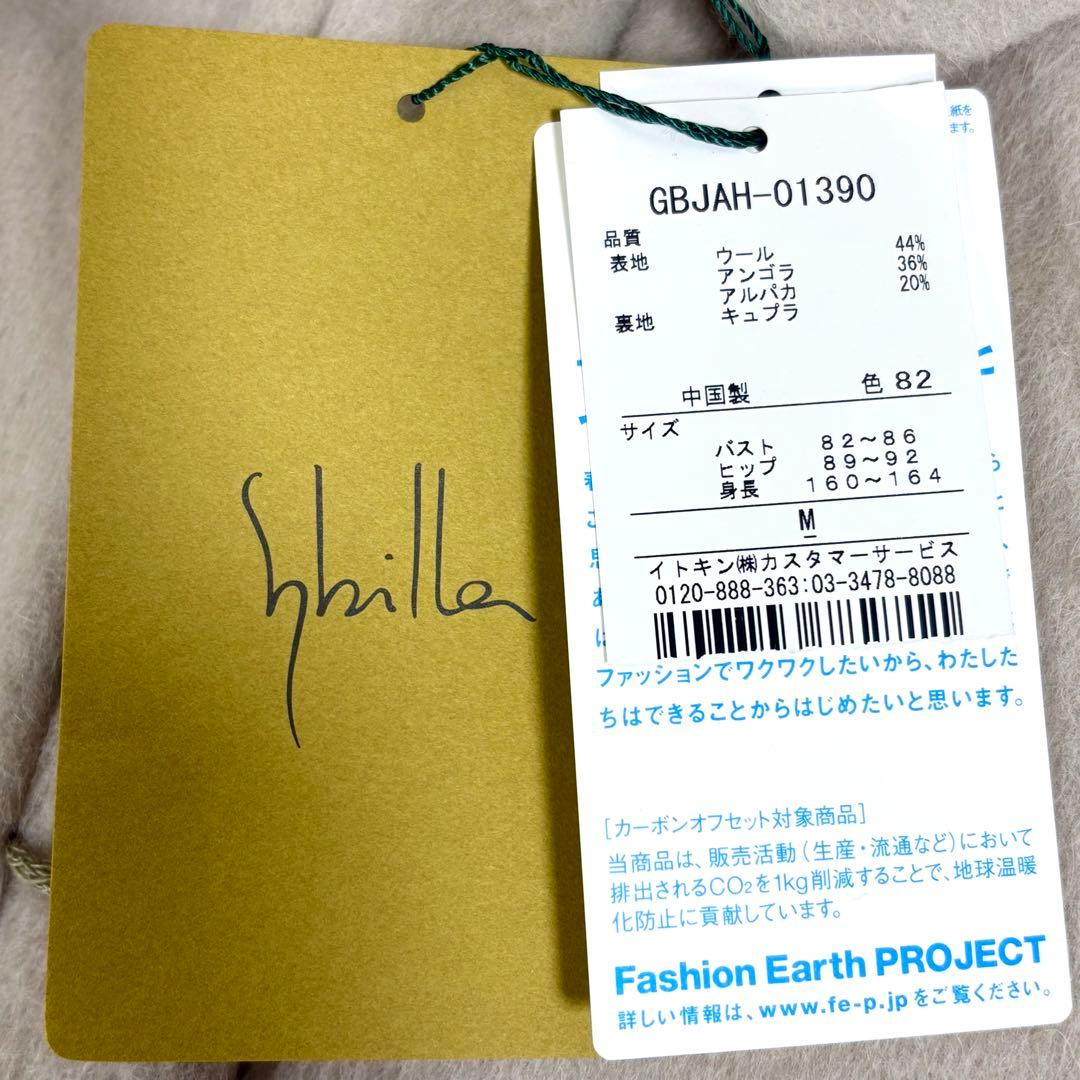 Sybilla
紙を
ます。
GBJAH-01390
品質
表地 ウール 44%
アンゴラ 36%
アルパカ 20%
裏地 キュプラ
中国製 色 82
サイズ
バスト 82～86
ヒップ 89～92
身長 160～164
M
イトキン㈱カスタマーサービス
0120-888-363:03-3478-8088
ファッションでワクワクしたいから、わたした
ちはできることからはじめたいと思います。
[カーボンオフセット対象商品]
当商品は、販売活動(生産・流通など)において
排出されるCO2を1kg削減することで、地球温暖
化防止に貢献しています。
Fashion Earth PROJECT
詳しい情報は、www.fe-p.jpをご覧ください。